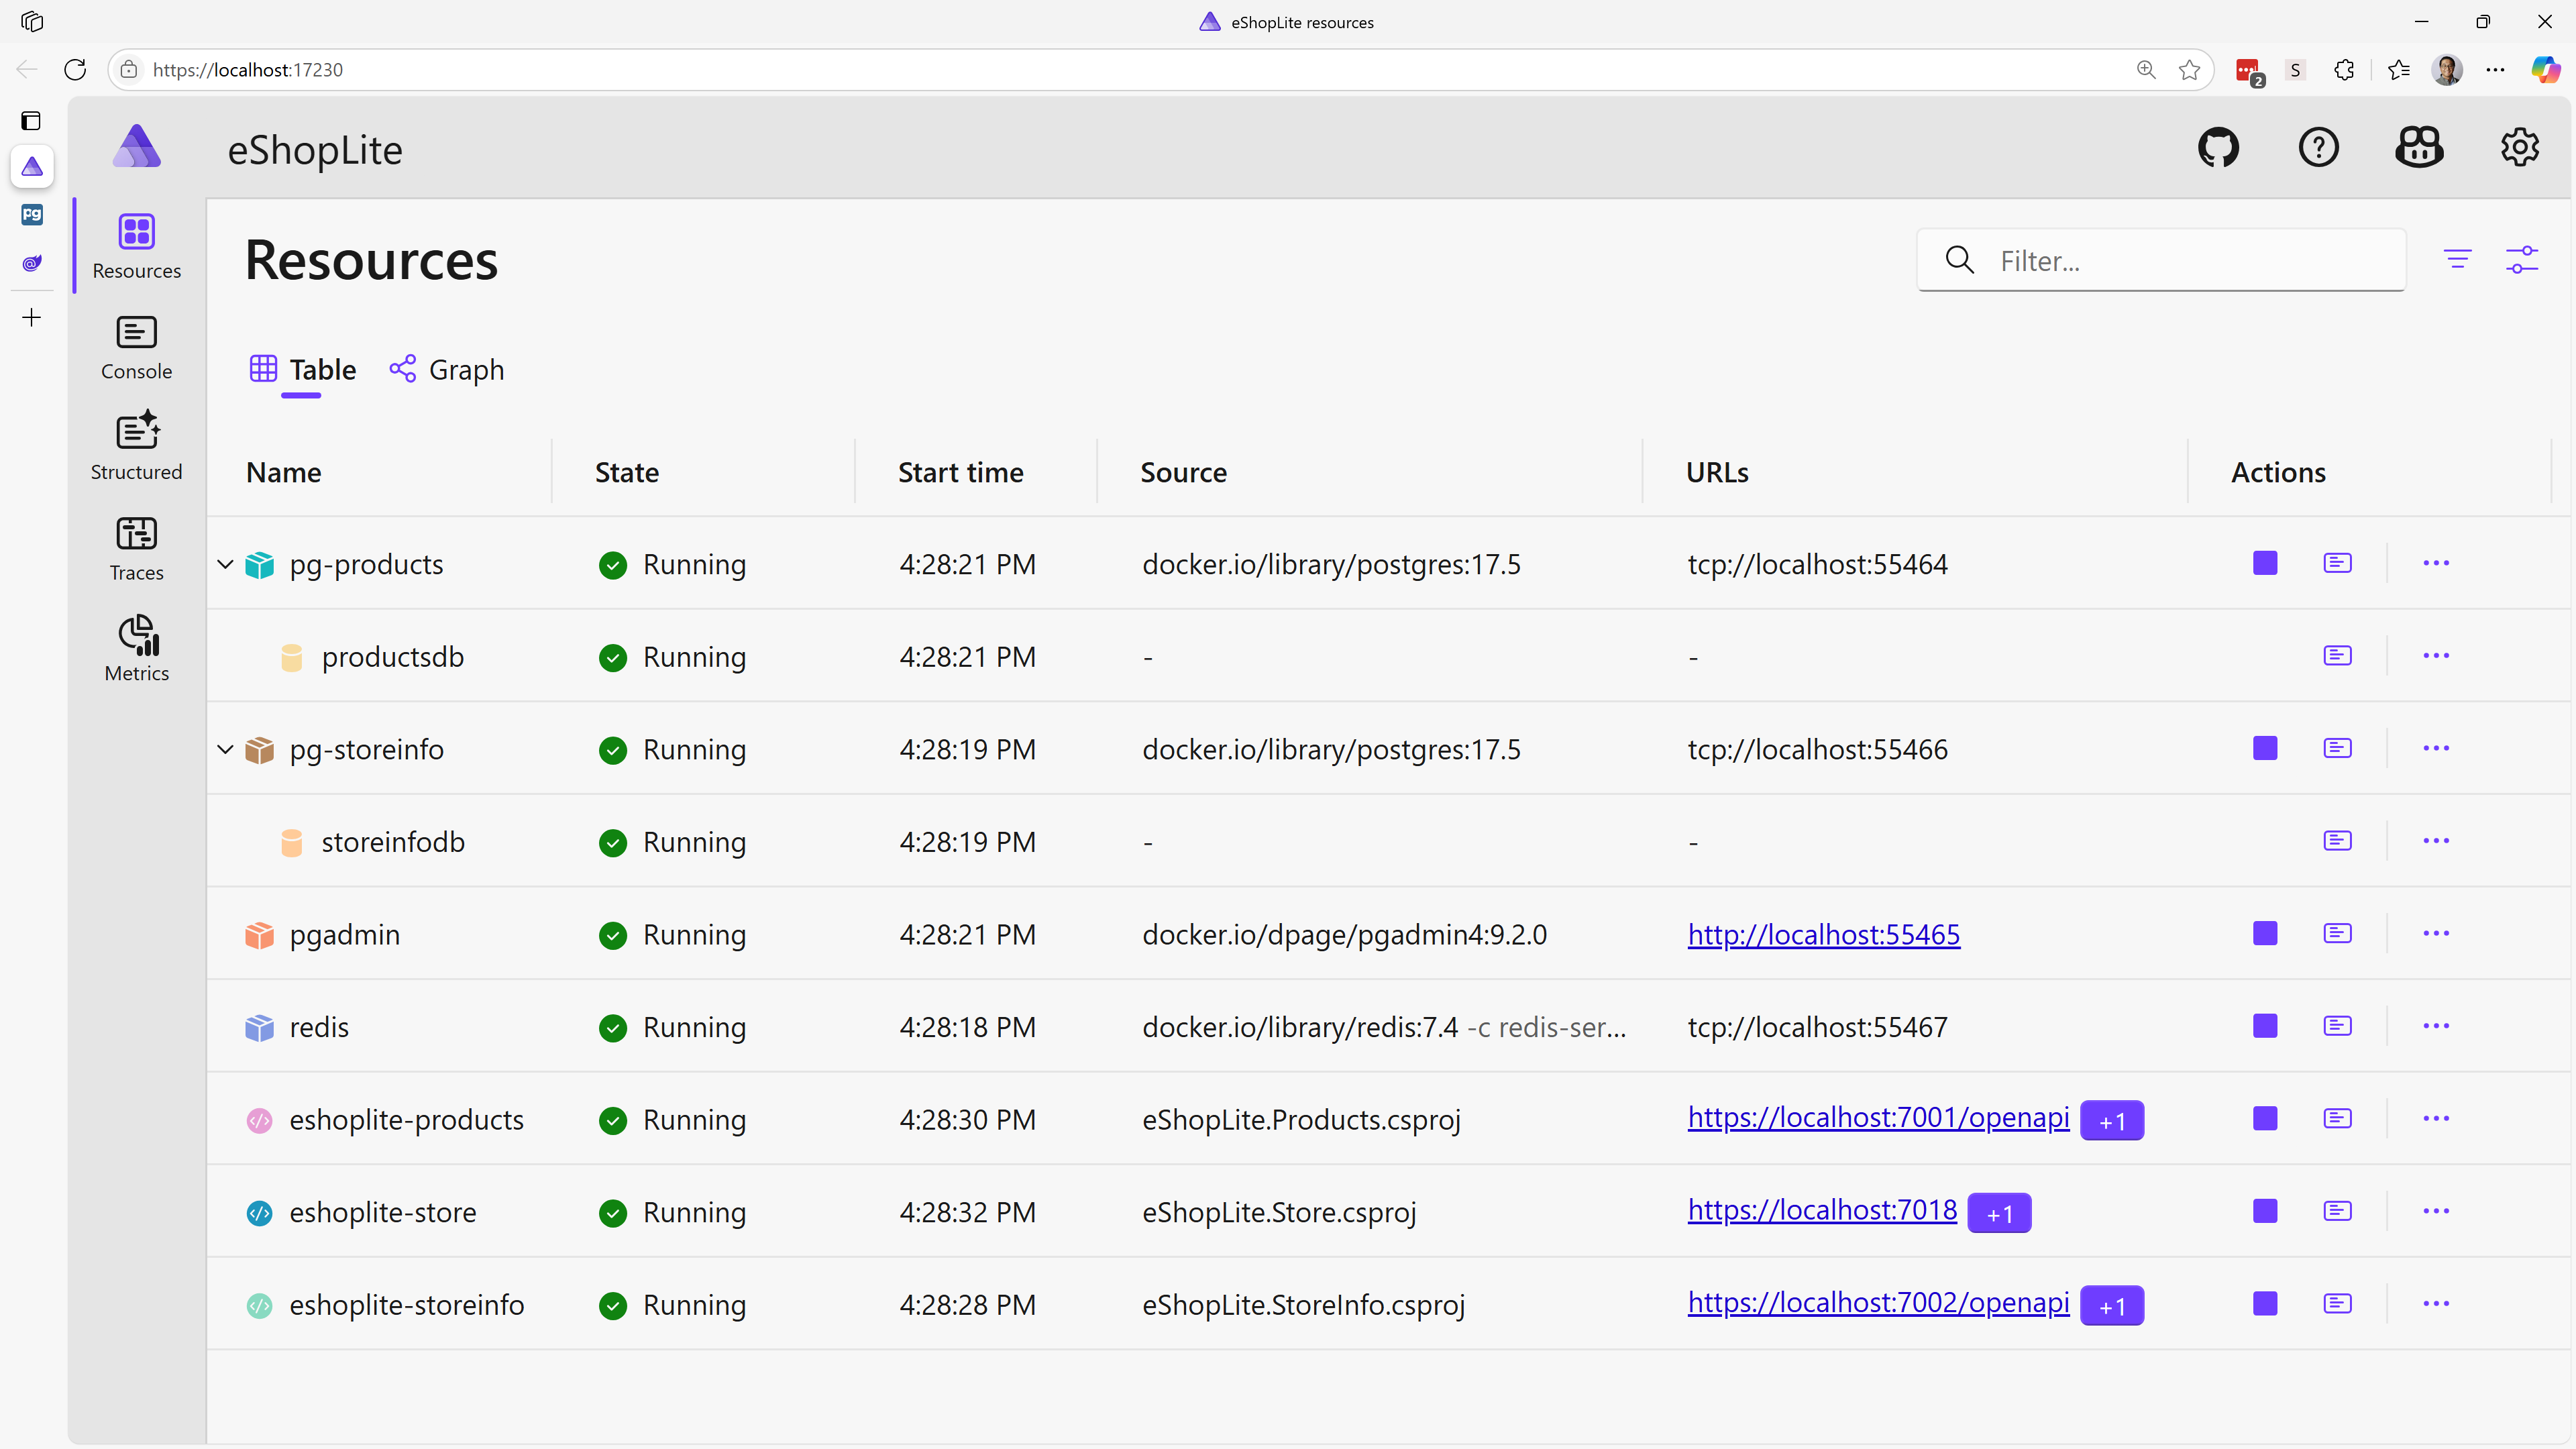 eShopLite resources
https://localhost:17230
2
S
pg
eShopLite
Resources
Console
Structured
Traces
Metrics
Resources
Filter...
Table Graph
Name State Start time Source URLs Actions
pg-products Running 4:28:21 PM docker.io/library/postgres:17.5 tcp://localhost:55464
productsdb Running 4:28:21 PM - -
pg-storeinfo Running 4:28:19 PM docker.io/library/postgres:17.5 tcp://localhost:55466
storeinfodb Running 4:28:19 PM - -
pgadmin Running 4:28:21 PM docker.io/dpage/pgadmin4:9.2.0 http://localhost:55465
redis Running 4:28:18 PM docker.io/library/redis:7.4 -c redis-ser... tcp://localhost:55467
eshoplite-products Running 4:28:30 PM eShopLite.Products.csproj https://localhost:7001/openapi +1
eshoplite-store Running 4:28:32 PM eShopLite.Store.csproj https://localhost:7018 +1
eshoplite-storeinfo Running 4:28:28 PM eShopLite.StoreInfo.csproj https://localhost:7002/openapi +1